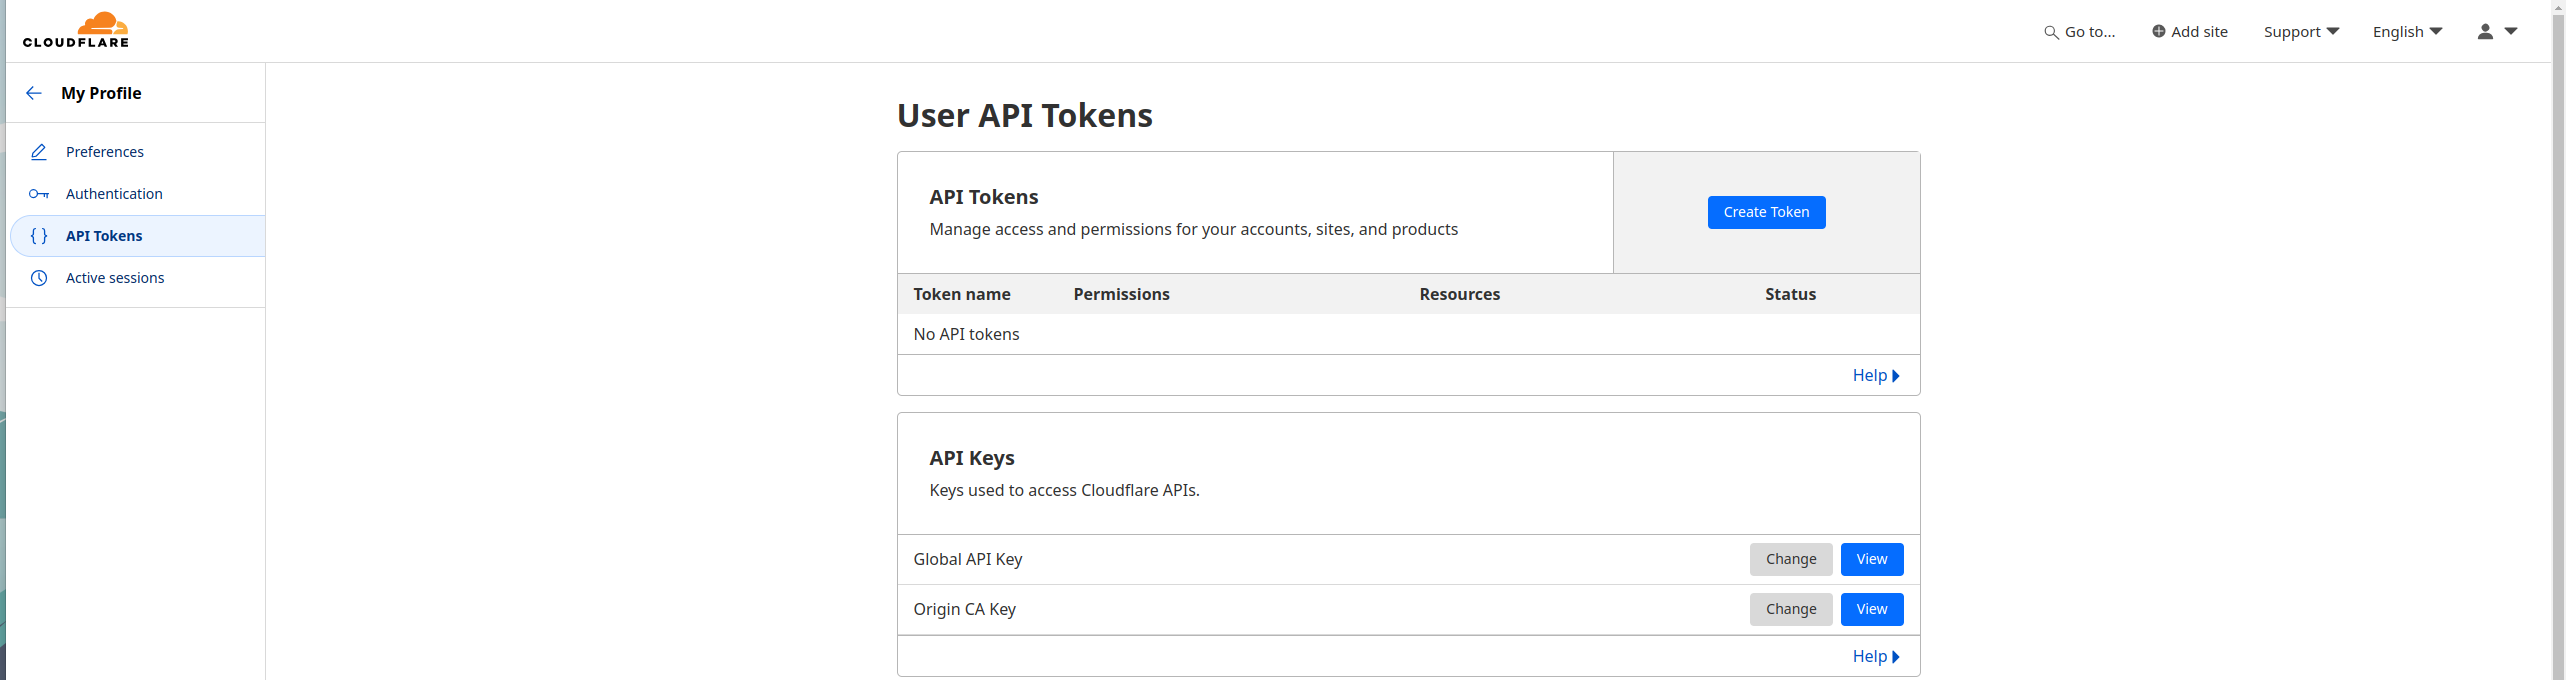 CLOUDFLARE
Go to...
Add site
Support
English
My Profile
Preferences
Authentication
API Tokens
Active sessions
User API Tokens
API Tokens
Manage access and permissions for your accounts, sites, and products
Create Token
Token name Permissions Resources Status
No API tokens
Help
API Keys
Keys used to access Cloudflare APIs.
Global API Key Change View
Origin CA Key Change View
Help